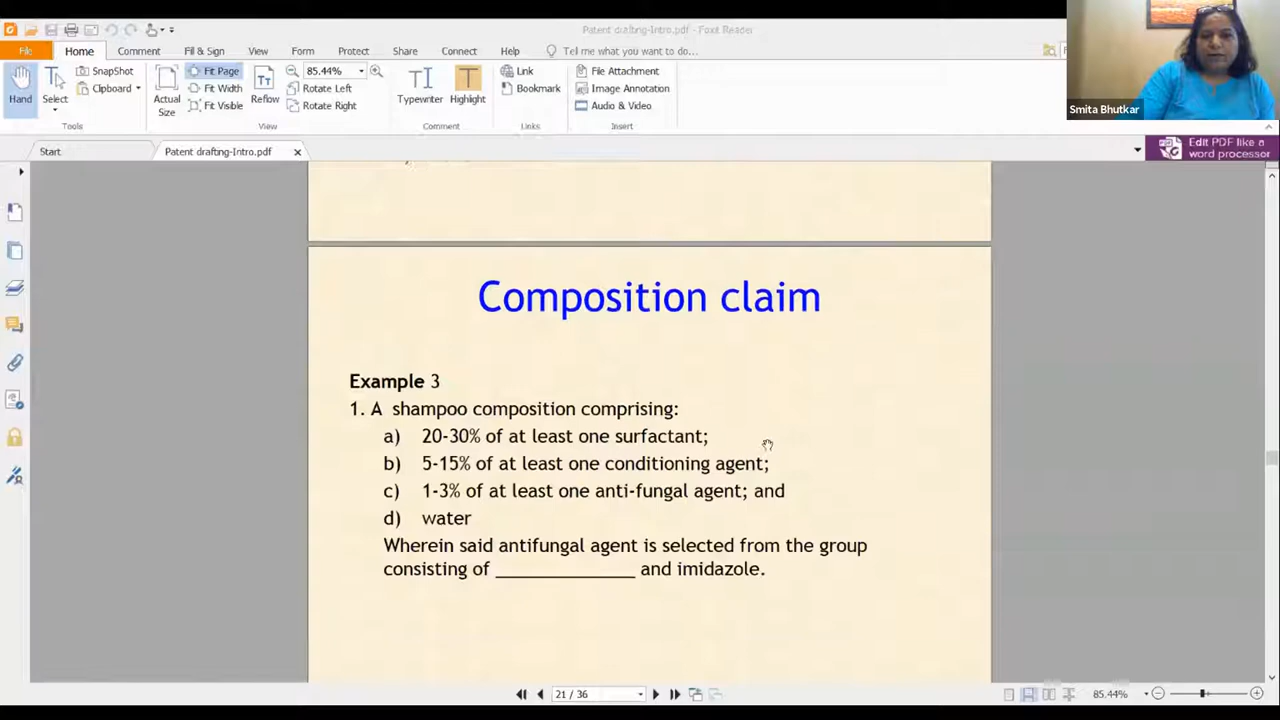 Patent drafting-Intro.pdf - Foxit Reader
File Home Comment Fill & Sign View Form Protect Share Connect Help Tell me what you want to do...
Hand
Select
SnapShot
Clipboard
Actual Size
Fit Page
Fit Width
Fit Visible
Reflow
85.44%
Rotate Left
Rotate Right
Typewriter
Highlight
Link
Bookmark
File Attachment
Image Annotation
Audio & Video
Tools View Comment Links Insert
Smita Bhutkar
Start Patent drafting-Intro.pdf
Edit PDF like a
word processor
Composition claim
Example 3
1. A shampoo composition comprising:
a) 20-30% of at least one surfactant;
b) 5-15% of at least one conditioning agent;
c) 1-3% of at least one anti-fungal agent; and
d) water
Wherein said antifungal agent is selected from the group
consisting of ______________ and imidazole.
21 / 36
85.44%